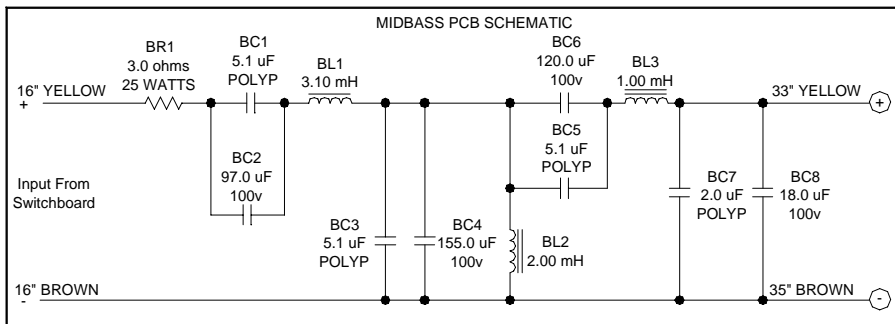 MIDBASS PCB SCHEMATIC
BR1
3.0 ohms
25 WATTS
BC1
5.1 uF
POLYP
BL1
3.10 mH
BC6
120.0 uF
100v
BL3
1.00 mH
16" YELLOW
+
33" YELLOW
+
BC2
97.0 uF
100v
BC5
5.1 uF
POLYP
Input From
Switchboard
BC3
5.1 uF
POLYP
BC4
155.0 uF
100v
BL2
2.00 mH
BC7
2.0 uF
POLYP
BC8
18.0 uF
100v
16" BROWN
-
35" BROWN
-